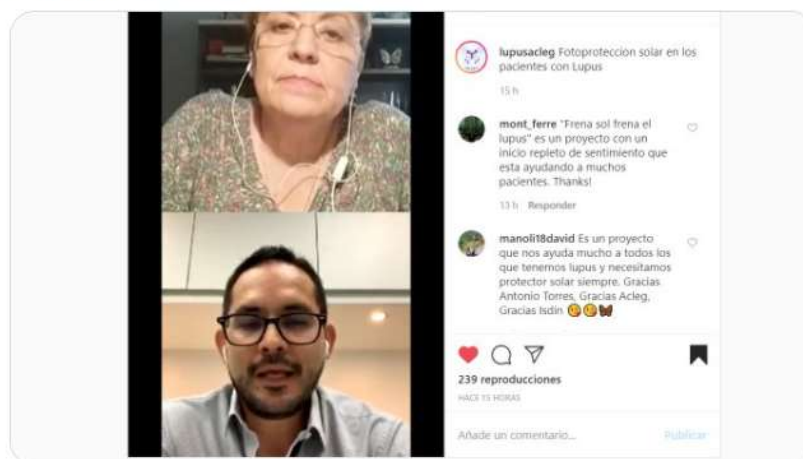 lupusacleg Fotoproteccion solar en los
pacientes con Lupus
15 h
mont_ferre "Frena sol frena el
lupus" es un proyecto con un
inicio repleto de sentimiento que
esta ayudando a muchos
pacientes. Thanks!
13 h Responder
manoli18david Es un proyecto
que nos ayuda mucho a todos los
que tenemos lupus y necesitamos
protector solar siempre. Gracias
Antonio Torres, Gracias Acleg,
Gracias Isdin 😘😘🦋
239 reproducciones
HACE 15 HORAS
Añade un comentario... Publicar